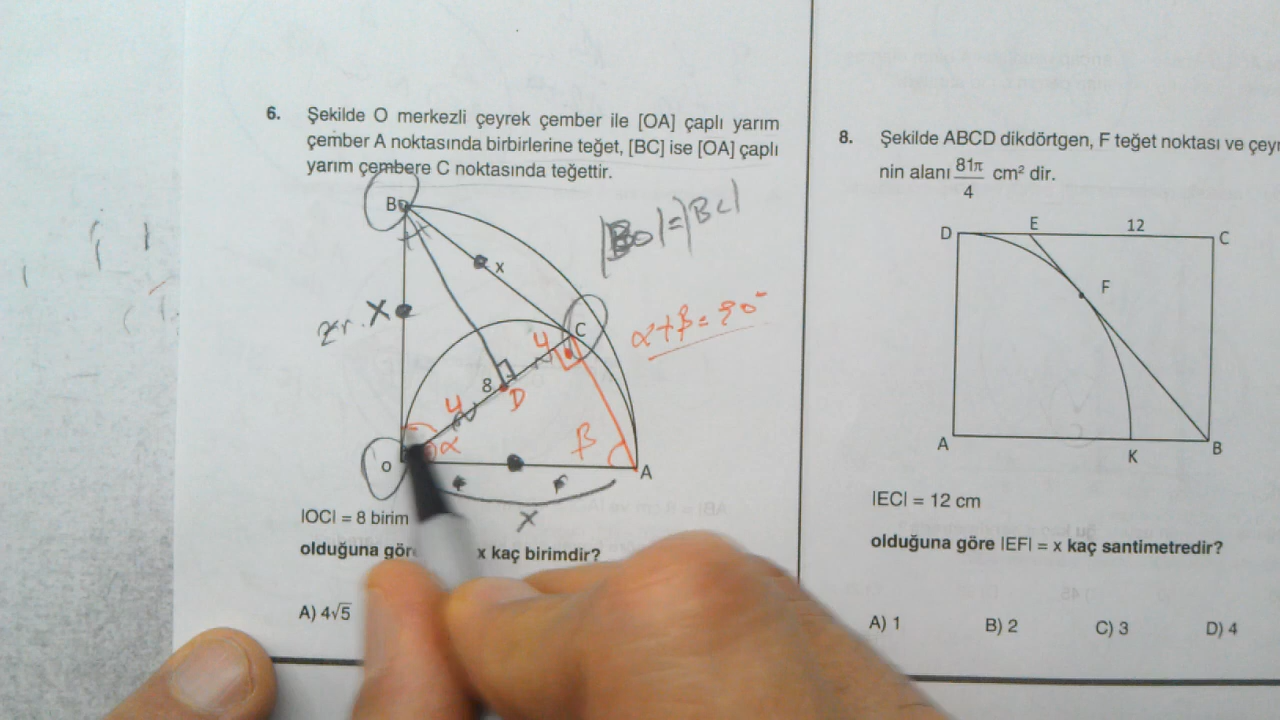 6. Şekilde O merkezli çeyrek çember ile [OA] çaplı yarım
çember A noktasında birbirlerine teğet, [BC] ise [OA] çaplı
yarım çembere C noktasında teğettir.
B
|BO|=|BC|
x
2r. X
C
α+β=90°
4
8
D
4
α
β
O
A
r
r
X
|OC| = 8 birim
olduğuna gör
x kaç birimdir?
A) 4√5
8. Şekilde ABCD dikdörtgen, F teğet noktası ve çey
nin alanı 81π/4 cm² dir.
D
E
12
C
F
A
K
B
|EC| = 12 cm
olduğuna göre |EF| = x kaç santimetredir?
A) 1 B) 2 C) 3 D) 4